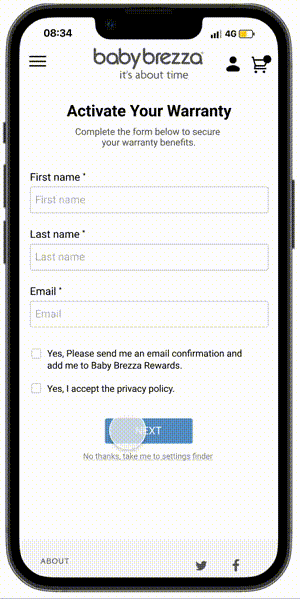 08:34
4G
babybrezza
it's about time
Activate Your Warranty
Complete the form below to secure
your warranty benefits.
First name *
First name
Last name *
Last name
Email *
Email
Yes, Please send me an email confirmation and
add me to Baby Brezza Rewards.
Yes, I accept the privacy policy.
NEXT
No thanks, take me to settings finder
ABOUT